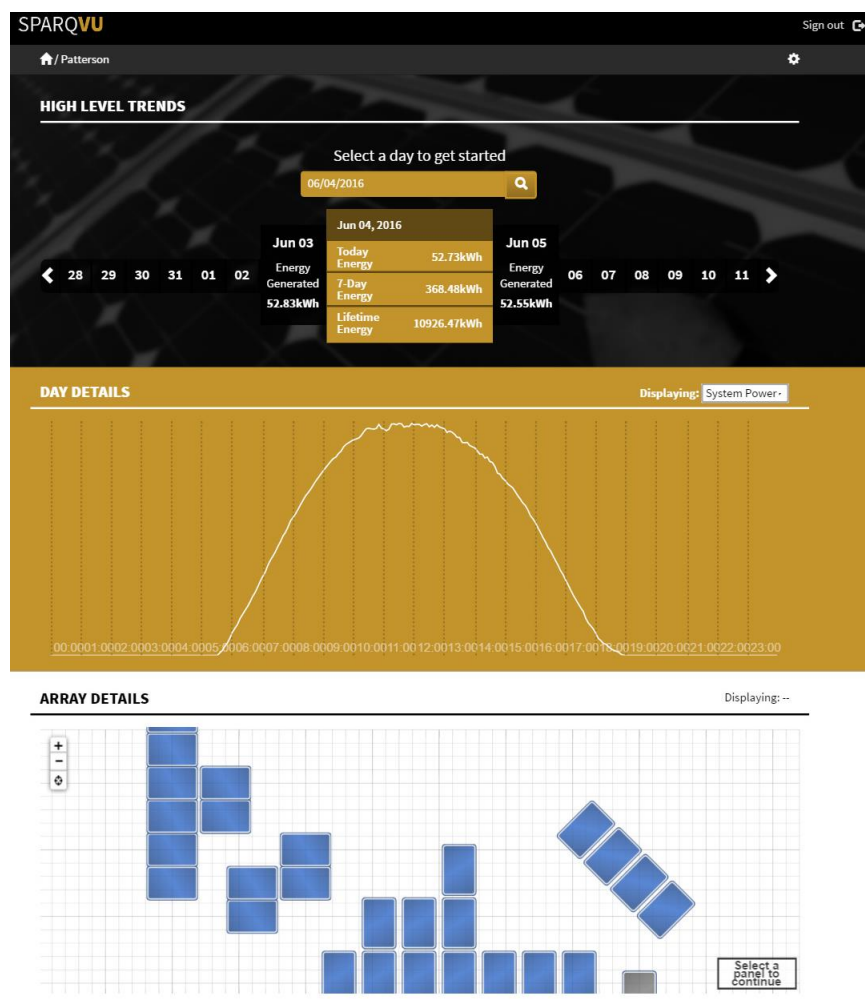 SPARQVU
Sign out
/ Patterson
HIGH LEVEL TRENDS
Select a day to get started
06/04/2016
28 29 30 31 01 02
Jun 03
Energy
Generated
52.83kWh
Jun 04, 2016
Today
Energy
52.73kWh
7-Day
Energy
368.48kWh
Lifetime
Energy
10926.47kWh
Jun 05
Energy
Generated
52.55kWh
06 07 08 09 10 11
DAY DETAILS
Displaying: System Power
00:00 01:00 02:00 03:00 04:00 05:00 06:00 07:00 08:00 09:00 10:00 11:00 12:00 13:00 14:00 15:00 16:00 17:00 18:00 19:00 20:00 21:00 22:00 23:00
ARRAY DETAILS
Displaying: --
+
−
Select a
panel to
continue